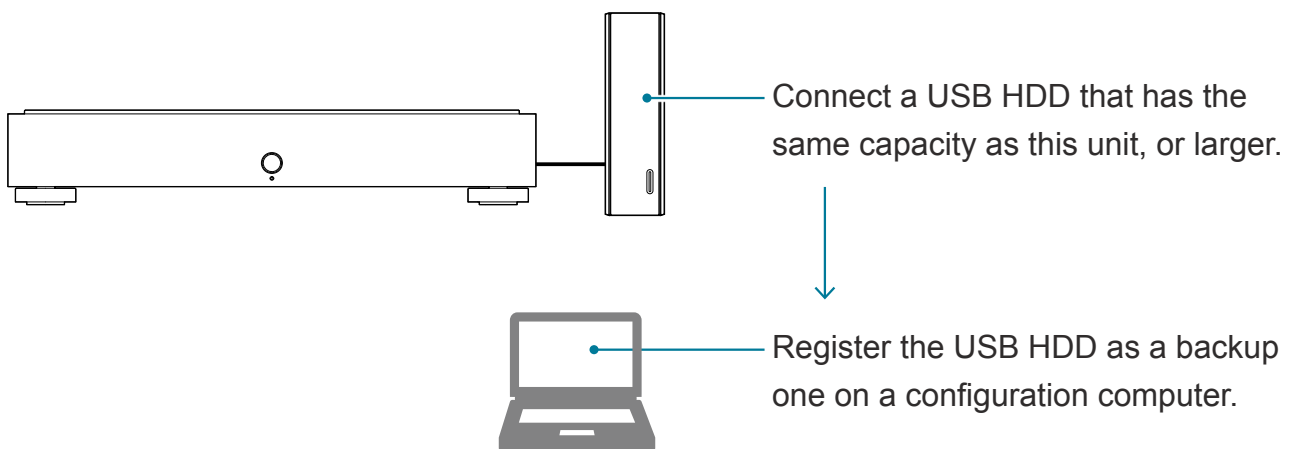 Connect a USB HDD that has the
same capacity as this unit, or larger.
Register the USB HDD as a backup
one on a configuration computer.